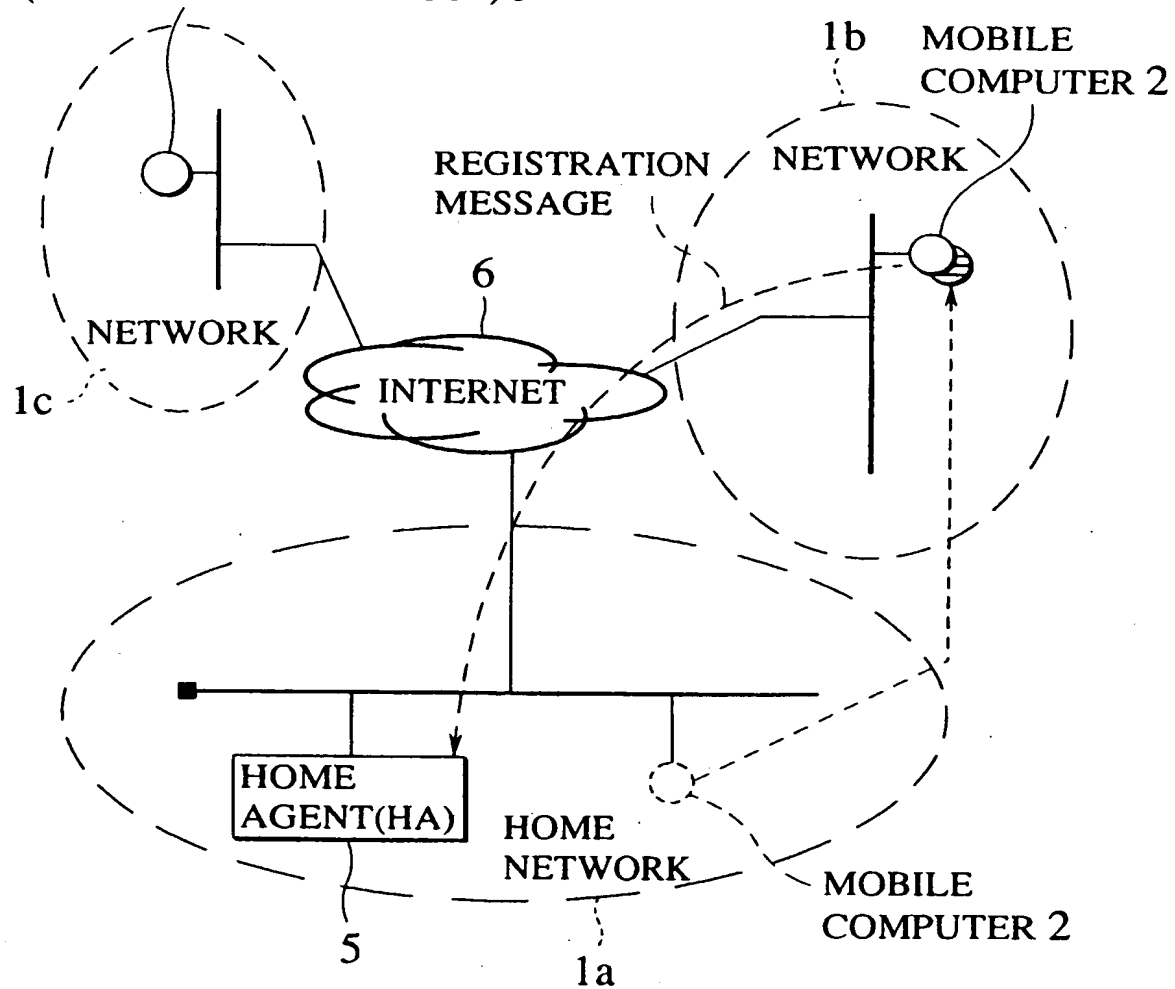 1b
MOBILE
COMPUTER 2
REGISTRATION
MESSAGE
NETWORK
6
NETWORK
INTERNET
1c
HOME
AGENT(HA)
HOME
NETWORK
MOBILE
COMPUTER 2
5
1a